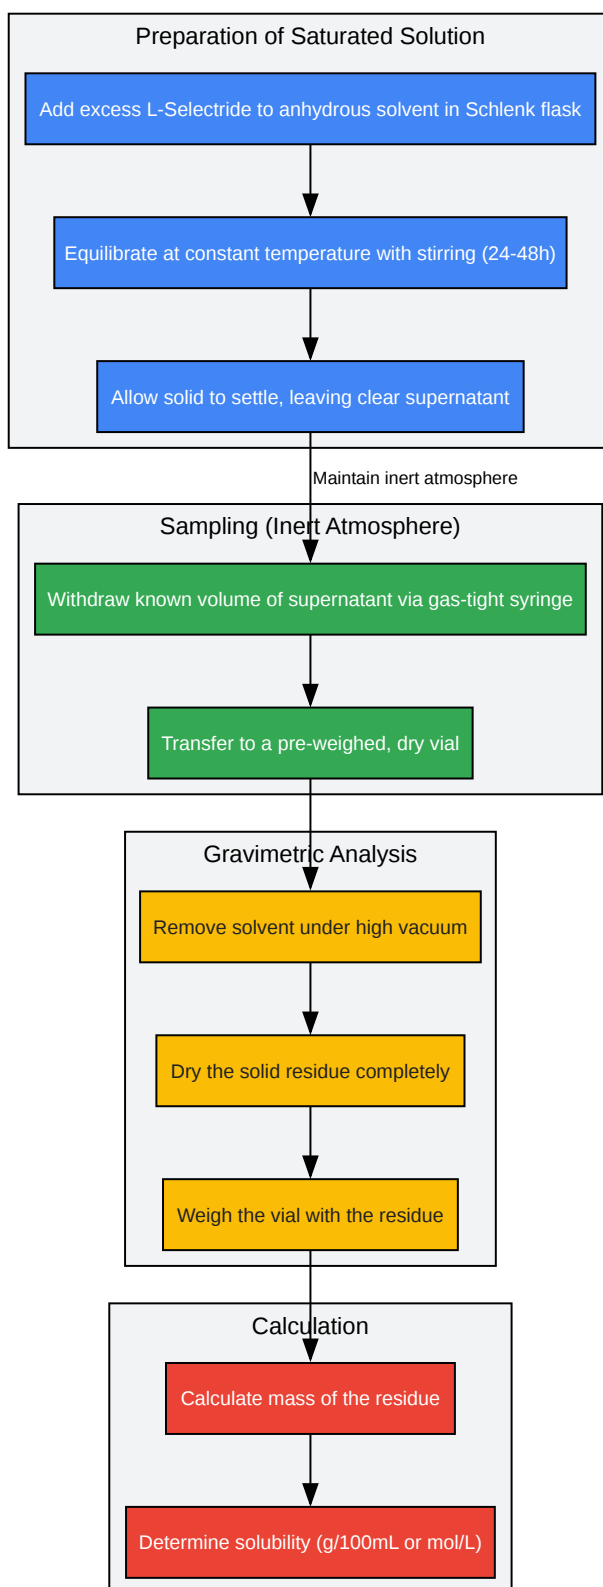 Preparation of Saturated Solution
Add excess L-Selectride to anhydrous solvent in Schlenk flask
Equilibrate at constant temperature with stirring (24-48h)
Allow solid to settle, leaving clear supernatant
Maintain inert atmosphere
Sampling (Inert Atmosphere)
Withdraw known volume of supernatant via gas-tight syringe
Transfer to a pre-weighed, dry vial
Gravimetric Analysis
Remove solvent under high vacuum
Dry the solid residue completely
Weigh the vial with the residue
Calculation
Calculate mass of the residue
Determine solubility (g/100mL or mol/L)